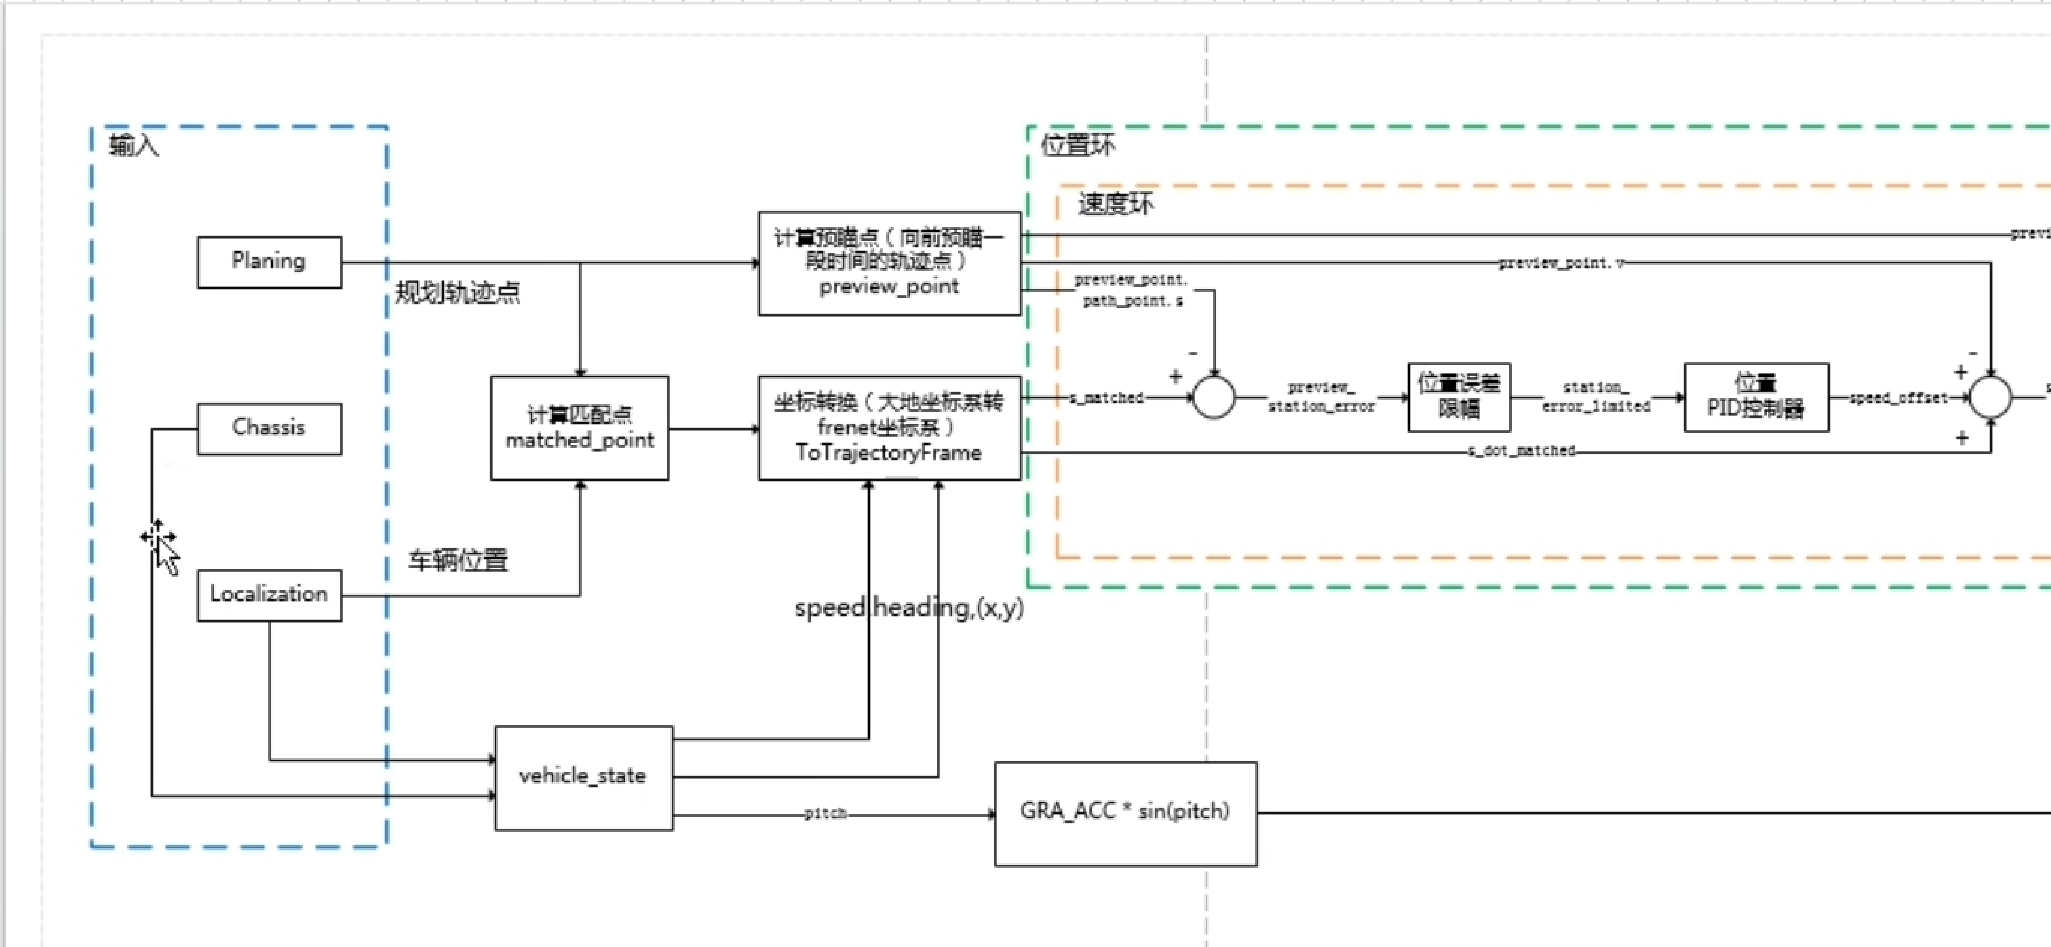 输入
位置环
速度环
Planing
规划轨迹点
计算预瞄点（向前预瞄一
段时间的轨迹点）
preview_point
previ
preview_point.v
preview_point.
path_point.s
Chassis
计算匹配点
matched_point
坐标转换（大地坐标系转
frenet坐标系）
ToTrajectoryFrame
s_matched
-
+
preview_
station_error
位置误差
限幅
station_
error_limited
位置
PID控制器
speed_offset
-
+
+
s
s_dot_matched
Localization
车辆位置
speed,heading,(x,y)
vehicle_state
pitch
GRA_ACC * sin(pitch)